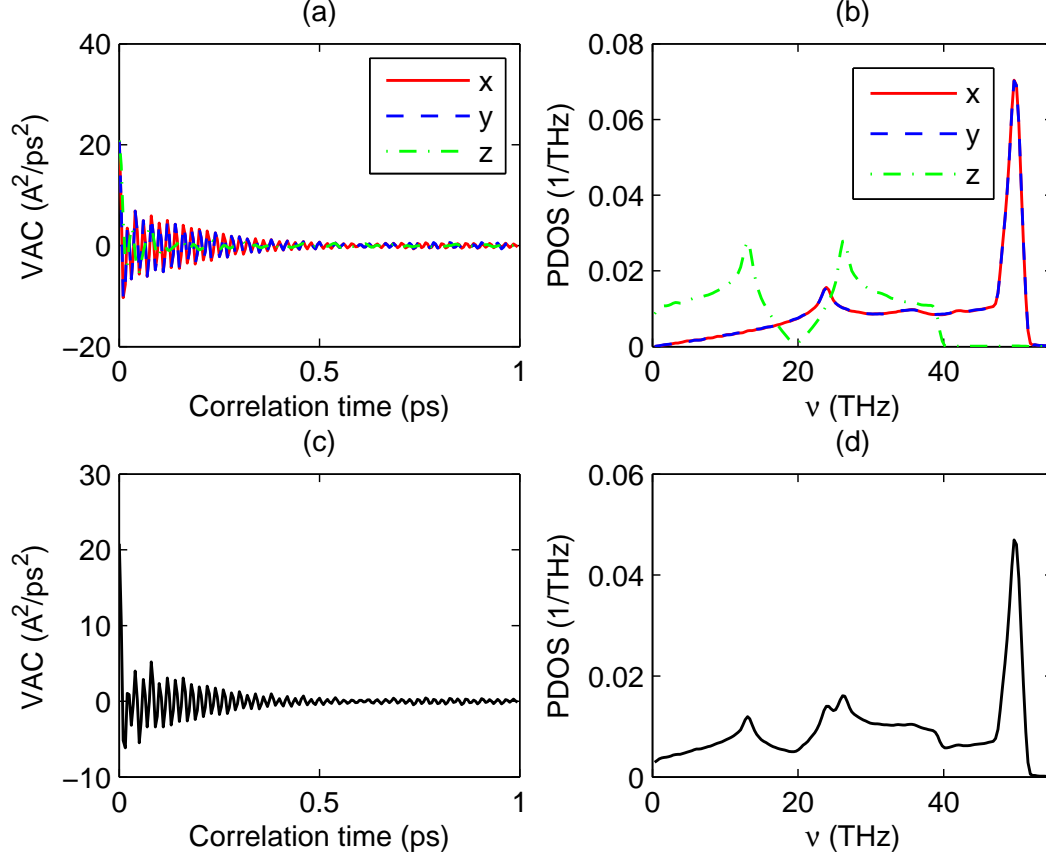 (a)
VAC (A²/ps²)
40
20
0
−20
x
y
z
0
0.5
1
Correlation time (ps)
(b)
PDOS (1/THz)
0.08
0.06
0.04
0.02
0
x
y
z
0
20
40
ν (THz)
(c)
VAC (A²/ps²)
30
20
10
0
−10
0
0.5
1
Correlation time (ps)
(d)
PDOS (1/THz)
0.06
0.04
0.02
0
0
20
40
ν (THz)